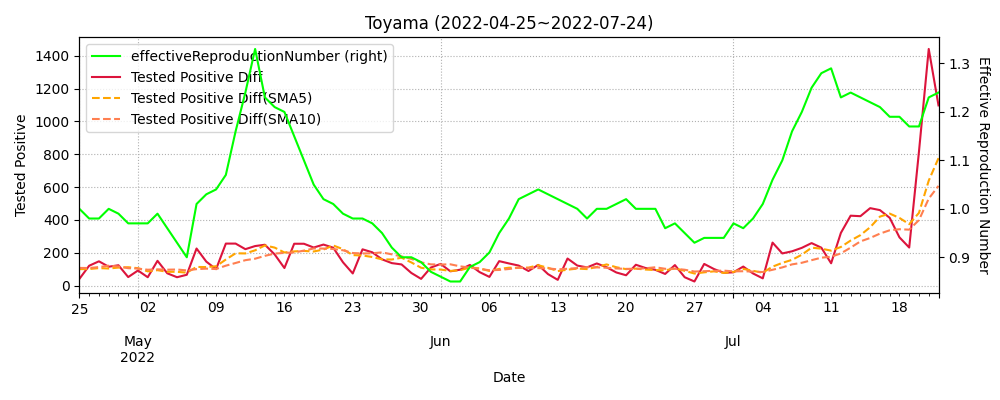 Toyama (2022-04-25~2022-07-24)
effectiveReproductionNumber (right)
Tested Positive Diff
Tested Positive Diff(SMA5)
Tested Positive Diff(SMA10)
Tested Positive
Effective Reproduction Number
1400
1200
1000
800
600
400
200
0
1.3
1.2
1.1
1.0
0.9
25 02 09 16 23 30 06 13 20 27 04 11 18
May Jun Jul
2022
Date